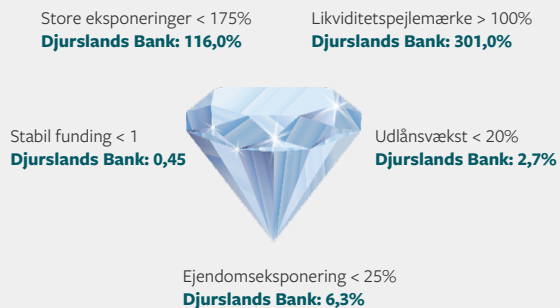 Store eksponeringer < 175%
Djurslands Bank: 116,0%
Likviditetspejlemærke > 100%
Djurslands Bank: 301,0%
Stabil funding < 1
Djurslands Bank: 0,45
Udlånsvækst < 20%
Djurslands Bank: 2,7%
Ejendomseksponering < 25%
Djurslands Bank: 6,3%